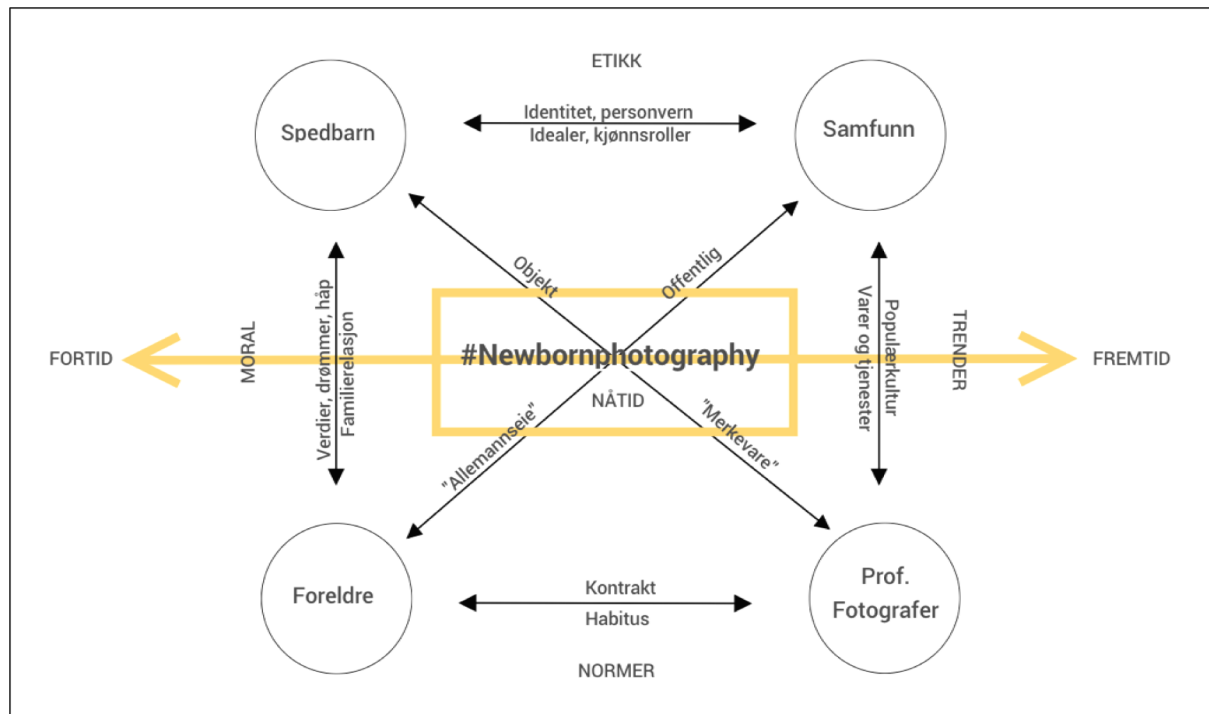 ETIKK
Spedbarn
Identitet, personvern
Idealer, kjønnsroller
Samfunn
Objekt
Offentlig
FORTID
MORAL
Verdier, drømmer, håp
Familierelasjon
#Newbornphotography
NÅTID
Populærkultur
Varer og tjenester
TRENDER
FREMTID
"Allemannseie"
"Merkevare"
Foreldre
Kontrakt
Habitus
Prof.
Fotografer
NORMER